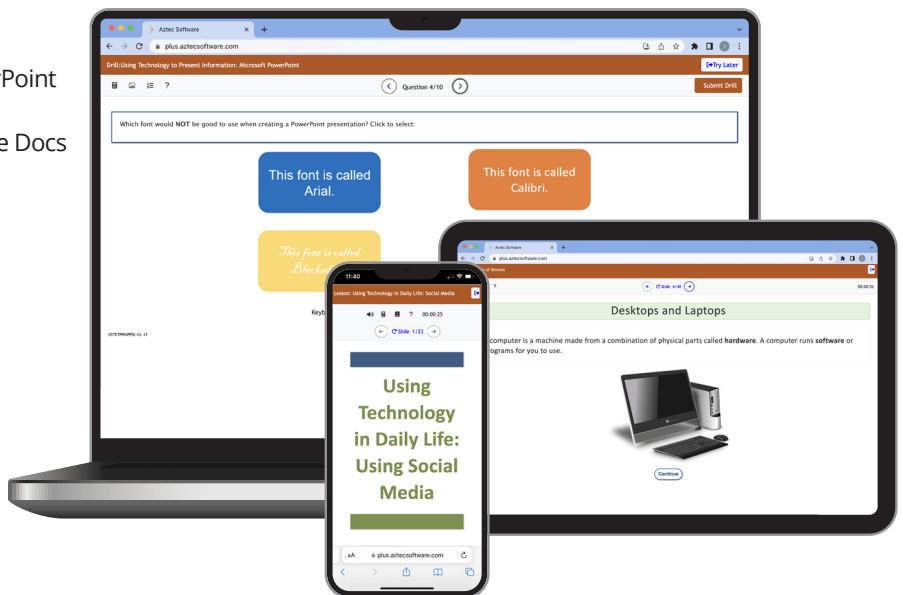 Point
e Docs
Aztec Software
plus.aztecsoftware.com
Drill:Using Technology to Present Information: Microsoft PowerPoint
Try Later
Question 4/10
Submit Drill
Which font would NOT be good to use when creating a PowerPoint presentation? Click to select:
This font is called
Arial.
This font is called
Calibri.
This font is called
Aztec Software
plus.aztecsoftware.com
of Devices
?
Slide 4/40
00:00:52
Desktops and Laptops
computer is a machine made from a combination of physical parts called hardware. A computer runs software or
programs for you to use.
Continue
11:40
Lesson: Using Technology in Daily Life: Social Media
? 00:00:25
Slide 1/23
Using
Technology
in Daily Life:
Using Social
Media
AA plus.aztecsoftware.com